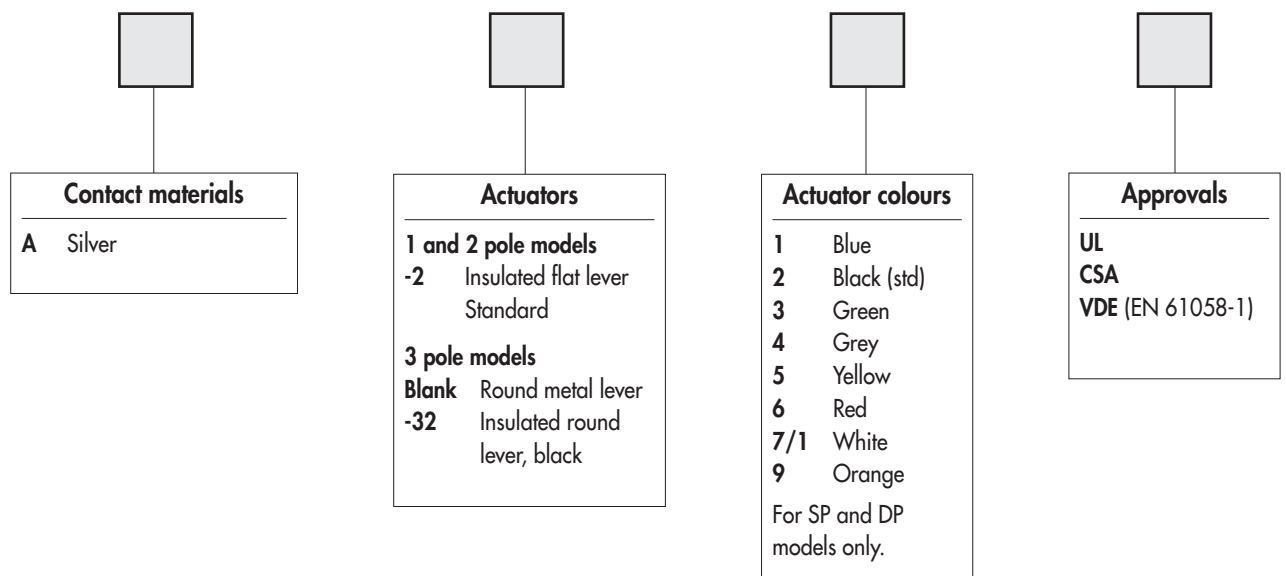 Contact materials
A Silver
Actuators
1 and 2 pole models
-2 Insulated flat lever
Standard
3 pole models
Blank Round metal lever
-32 Insulated round
lever, black
Actuator colours
1 Blue
2 Black (std)
3 Green
4 Grey
5 Yellow
6 Red
7/1 White
9 Orange
For SP and DP
models only.
Approvals
UL
CSA
VDE (EN 61058-1)